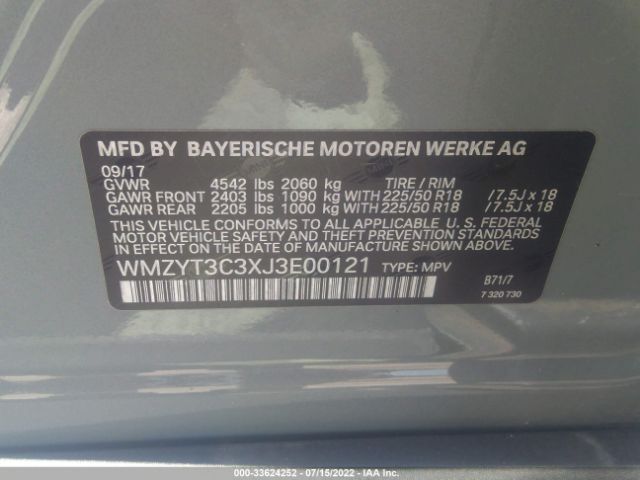 MFD BY BAYERISCHE MOTOREN WERKE AG
09/17
GVWR 4542 lbs 2060 kg TIRE / RIM
GAWR FRONT 2403 lbs 1090 kg WITH 225/50 R18 / 7.5J x 18
GAWR REAR 2205 lbs 1000 kg WITH 225/50 R18 / 7.5J x 18
THIS VEHICLE CONFORMS TO ALL APPLICABLE U. S. FEDERAL
MOTOR VEHICLE SAFETY AND THEFT PREVENTION STANDARDS
IN EFFECT ON THE DATE OF MANUFACTURE SHOWN ABOVE.
WMZYT3C3XJ3E00121 TYPE: MPV
B71/7
7 320 730
000-33624252 - 07/15/2022 - IAA Inc.